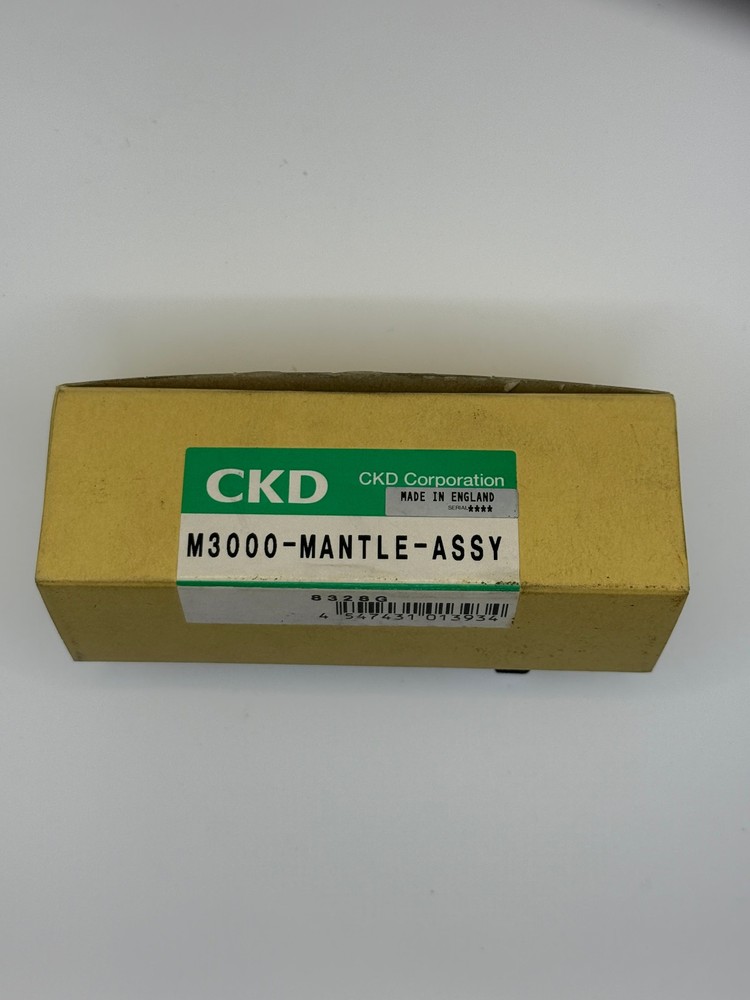 CKD
CKD Corporation
MADE IN ENGLAND
SERIAL****
M3000-MANTLE-ASSY
8328G
4 547431 013934